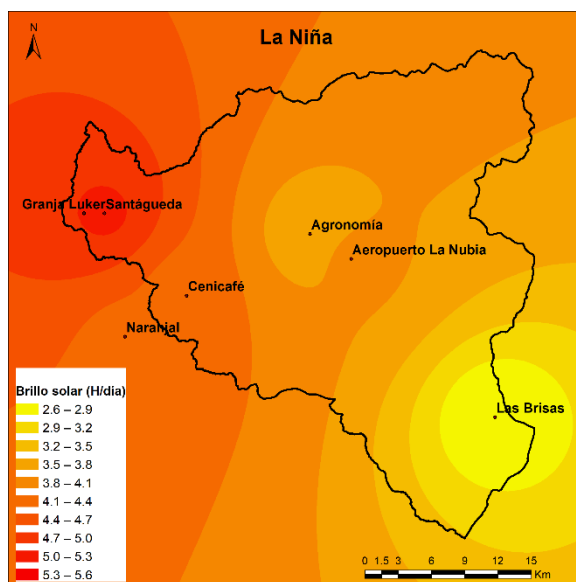 La Niña
N
Granja Luker
Santágueda
Agronomía
Aeropuerto La Nubia
Cenicafé
Naranjal
Las Brisas
Brillo solar (H/dia)
2.6 – 2.9
2.9 – 3.2
3.2 – 3.5
3.5 – 3.8
3.8 – 4.1
4.1 – 4.4
4.4 – 4.7
4.7 – 5.0
5.0 – 5.3
5.3 – 5.6
0 1.5 3 6 9 12 15
Km